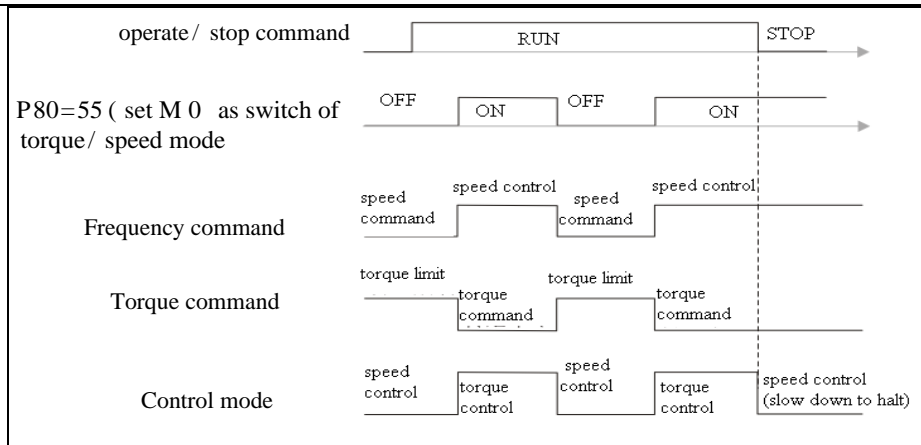 operate/ stop command
RUN
STOP
P80=55 ( set M 0 as switch of
torque/ speed mode
OFF
ON
OFF
ON
Frequency command
speed
command
speed control
speed
command
speed control
Torque command
torque limit
torque
command
torque limit
torque
command
Control mode
speed
control
torque
control
speed
control
torque
control
speed control
(slow down to halt)